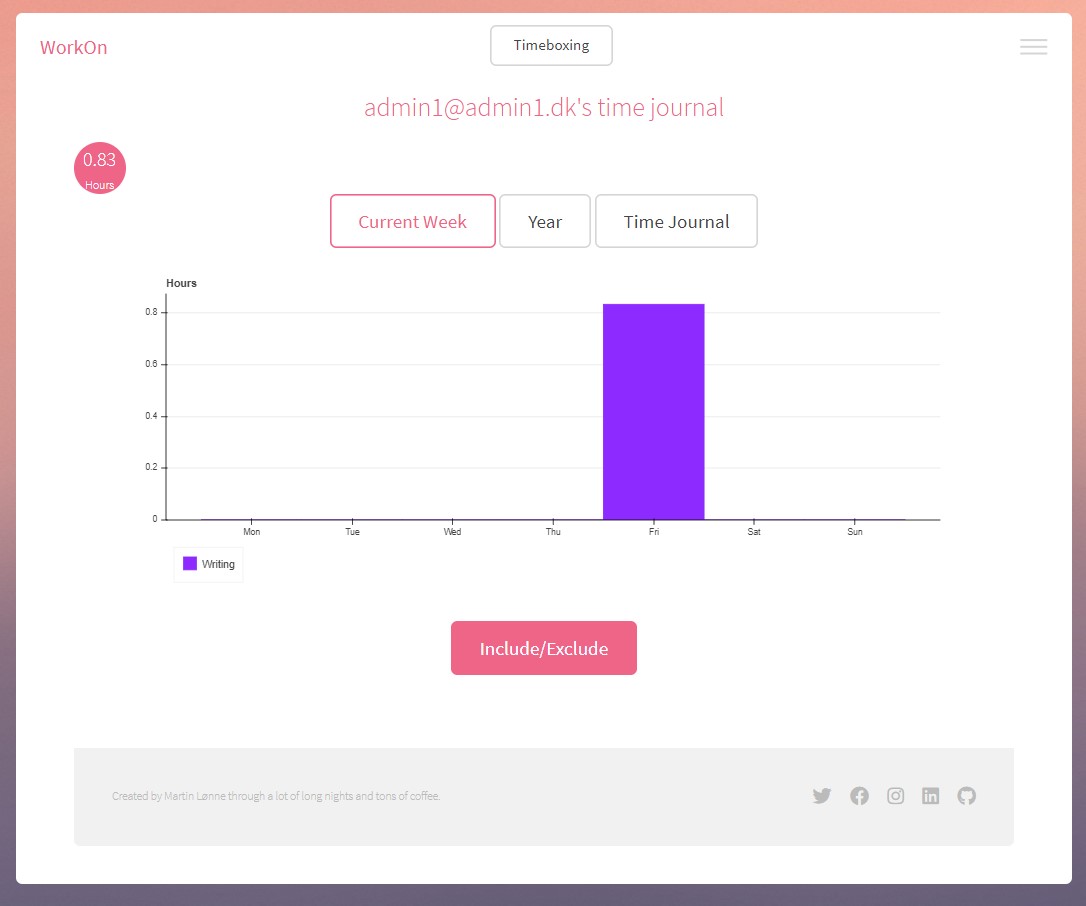 WorkOn
Timeboxing
admin1@admin1.dk's time journal
0.83
Hours
Current Week
Year
Time Journal
Hours
0.8
0.6
0.4
0.2
0
Mon Tue Wed Thu Fri Sat Sun
Writing
Include/Exclude
Created by Martin Lønne through a lot of long nights and tons of coffee.